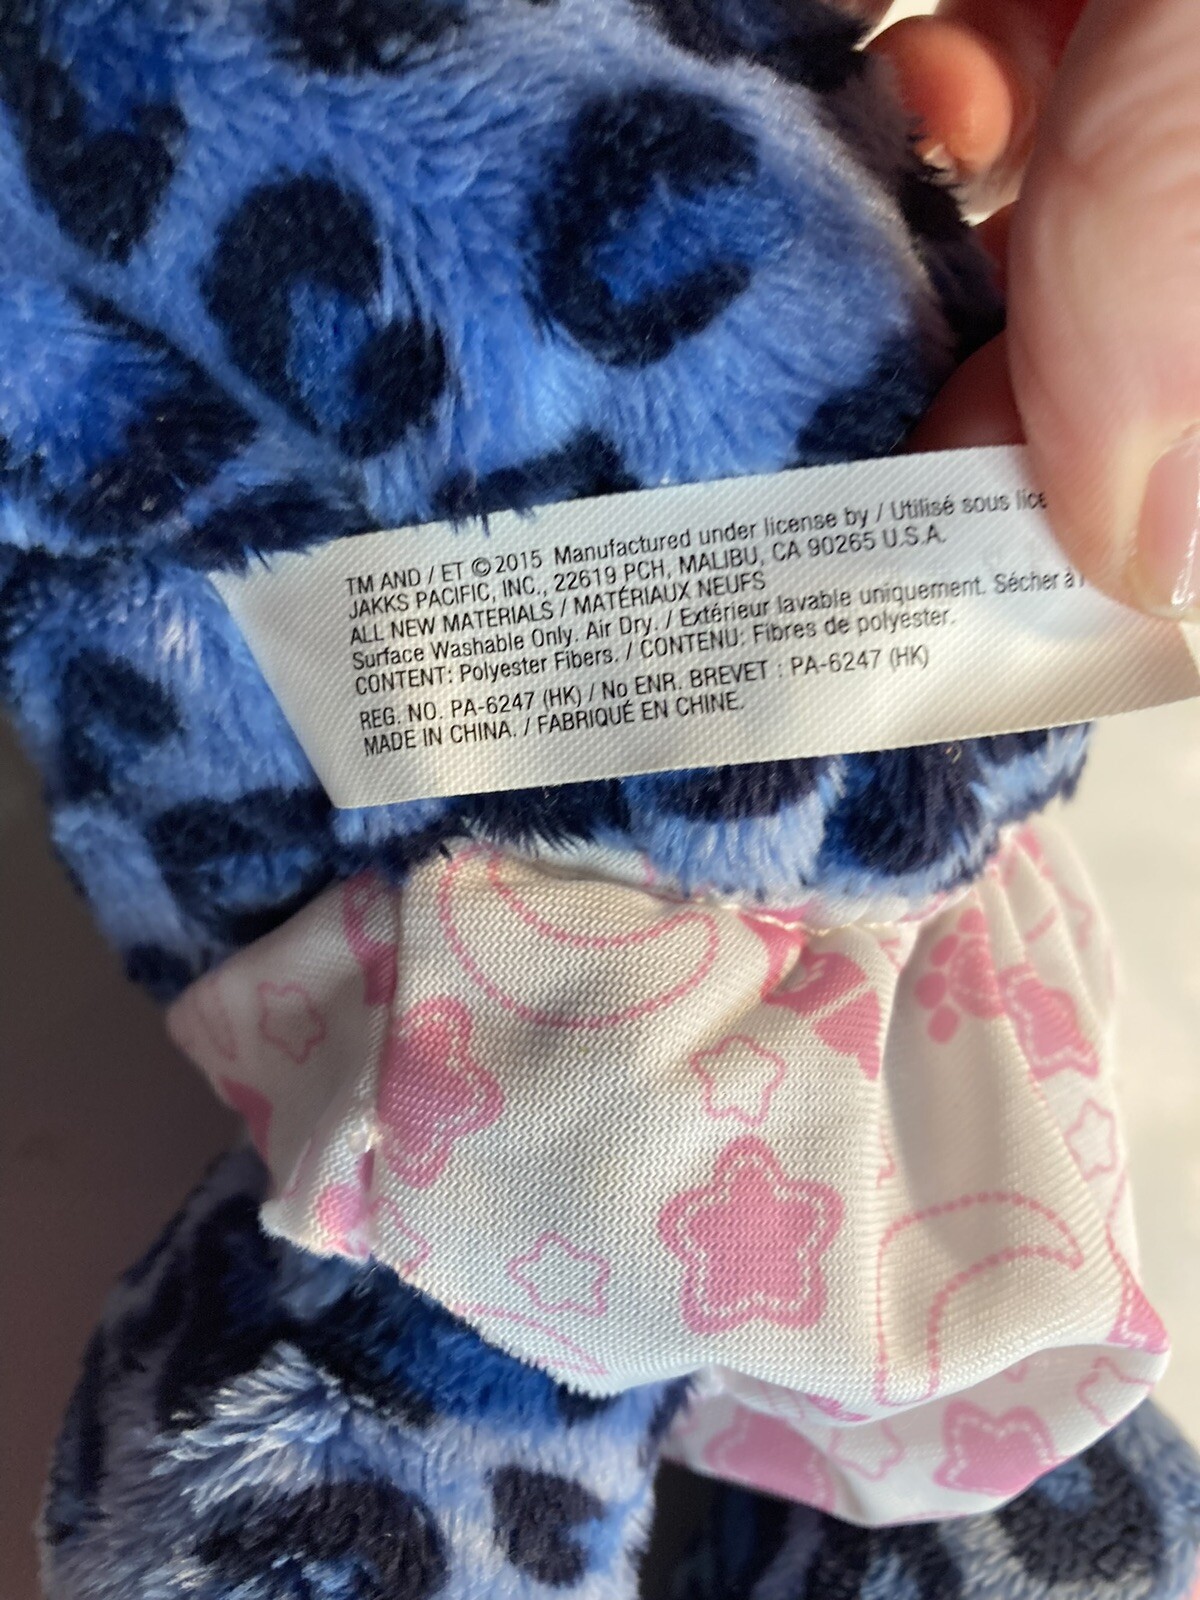 TM AND / ET ©2015 Manufactured under license by / Utilisé sous lice
JAKKS PACIFIC, INC., 22619 PCH, MALIBU, CA 90265 U.S.A.
ALL NEW MATERIALS / MATÉRIAUX NEUFS
Surface Washable Only. Air Dry. / Extérieur lavable uniquement. Sécher à
CONTENT: Polyester Fibers. / CONTENU: Fibres de polyester.
REG. NO. PA-6247 (HK) / No ENR. BREVET : PA-6247 (HK)
MADE IN CHINA. / FABRIQUÉ EN CHINE.